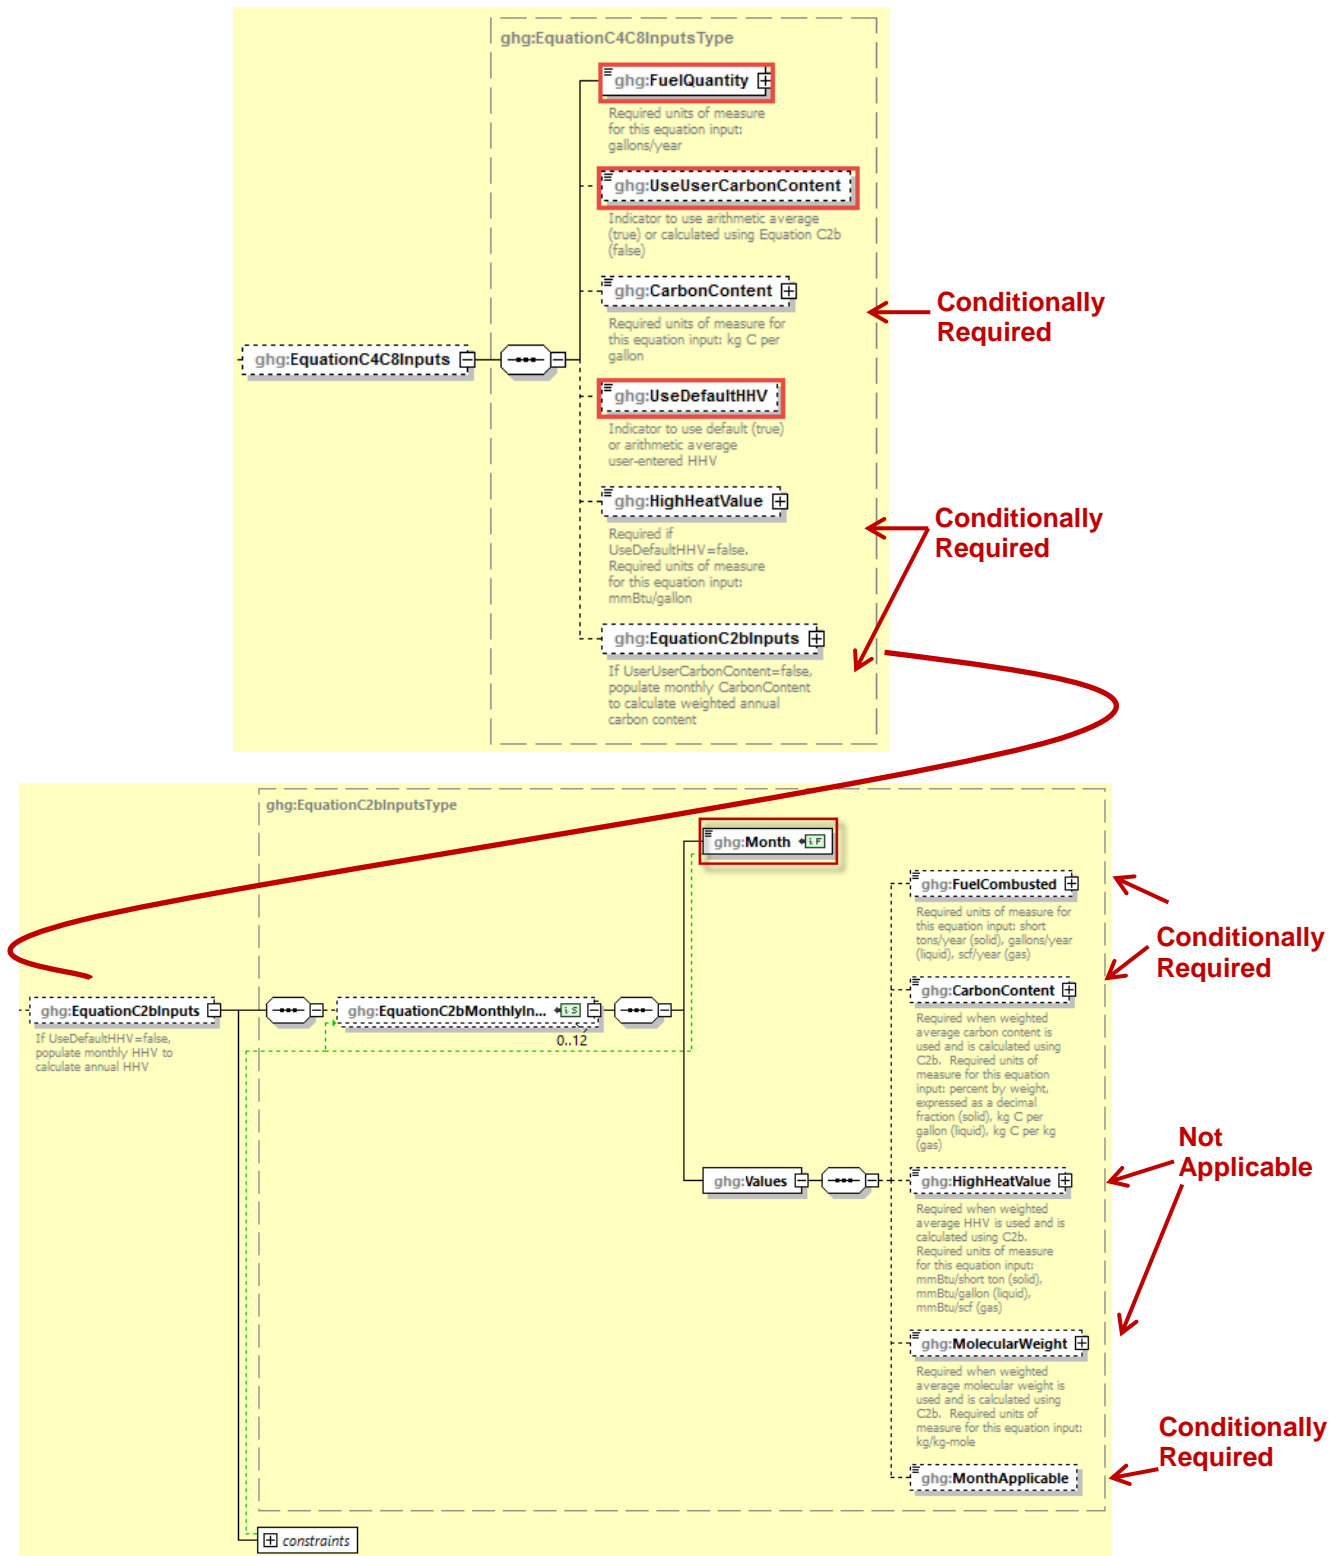 ghg:EquationC4C8InputsType
ghg:FuelQuantity
Required units of measure
for this equation input:
gallons/year
ghg:UseUserCarbonContent
Indicator to use arithmetic average
(true) or calculated using Equation C2b
(false)
ghg:CarbonContent
Required units of measure for
this equation input: kg C per
gallon
Conditionally
Required
ghg:EquationC4C8Inputs
ghg:UseDefaultHHV
Indicator to use default (true)
or arithmetic average
user-entered HHV
ghg:HighHeatValue
Required if
UseDefaultHHV=false.
Required units of measure
for this equation input:
mmBtu/gallon
Conditionally
Required
ghg:EquationC2bInputs
If UserUserCarbonContent=false,
populate monthly CarbonContent
to calculate weighted annual
carbon content
ghg:EquationC2bInputsType
ghg:Month
iF
ghg:FuelCombusted
Required units of measure for
this equation input: short
tons/year (solid), gallons/year
(liquid), scf/year (gas)
Conditionally
Required
ghg:EquationC2bInputs
If UseDefaultHHV=false,
populate monthly HHV to
calculate annual HHV
ghg:EquationC2bMonthlyIn...
iS
0..12
ghg:CarbonContent
Required when weighted
average carbon content is
used and is calculated using
C2b. Required units of
measure for this equation
input: percent by weight,
expressed as a decimal
fraction (solid), kg C per
gallon (liquid), kg C per kg
(gas)
Not
Applicable
ghg:Values
ghg:HighHeatValue
Required when weighted
average HHV is used and is
calculated using C2b.
Required units of measure
for this equation input:
mmBtu/short ton (solid),
mmBtu/gallon (liquid),
mmBtu/scf (gas)
ghg:MolecularWeight
Required when weighted
average molecular weight is
used and is calculated using
C2b. Required units of
measure for this equation input:
kg/kg-mole
Conditionally
Required
ghg:MonthApplicable
constraints